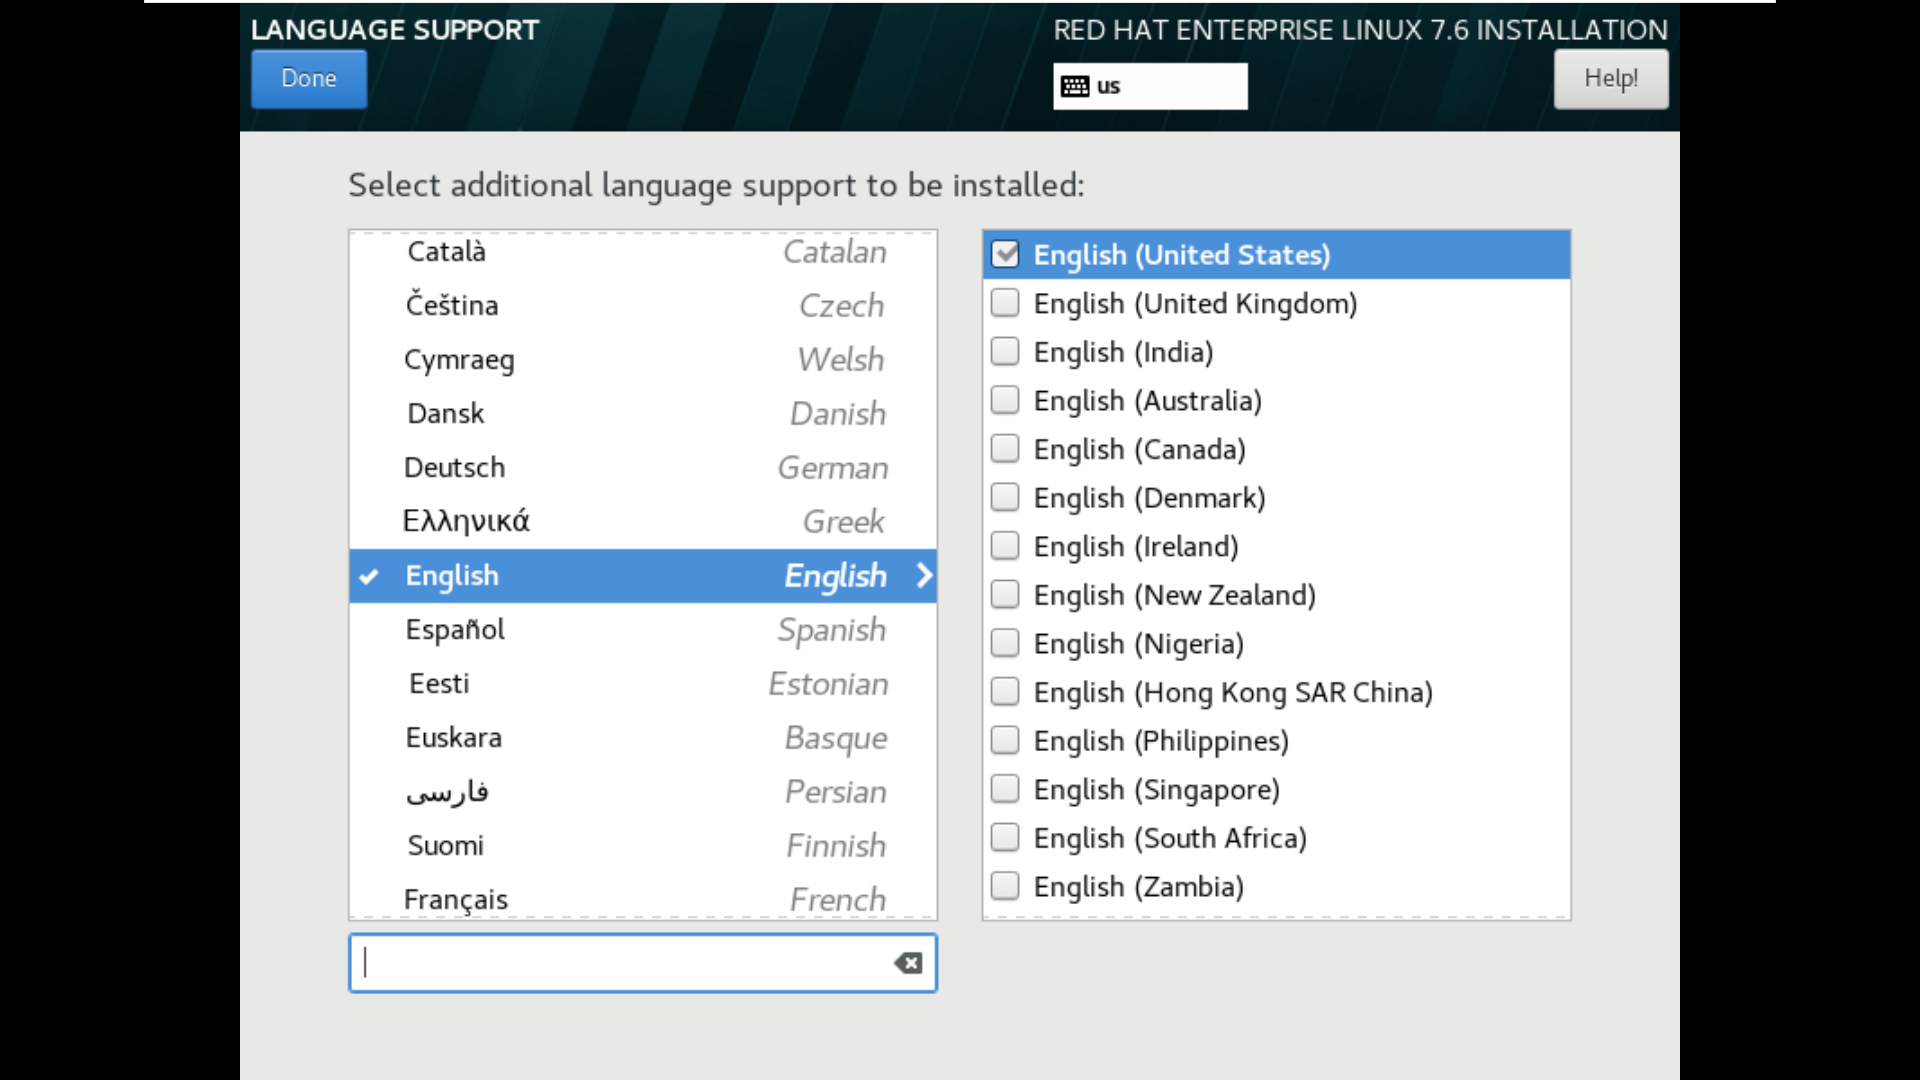 LANGUAGE SUPPORT
RED HAT ENTERPRISE LINUX 7.6 INSTALLATION
Done
us
Help!
Select additional language support to be installed:
Català Catalan
Čeština Czech
Cymraeg Welsh
Dansk Danish
Deutsch German
Ελληνικά Greek
English English
Español Spanish
Eesti Estonian
Euskara Basque
فارسی Persian
Suomi Finnish
Français French
English (United States)
English (United Kingdom)
English (India)
English (Australia)
English (Canada)
English (Denmark)
English (Ireland)
English (New Zealand)
English (Nigeria)
English (Hong Kong SAR China)
English (Philippines)
English (Singapore)
English (South Africa)
English (Zambia)